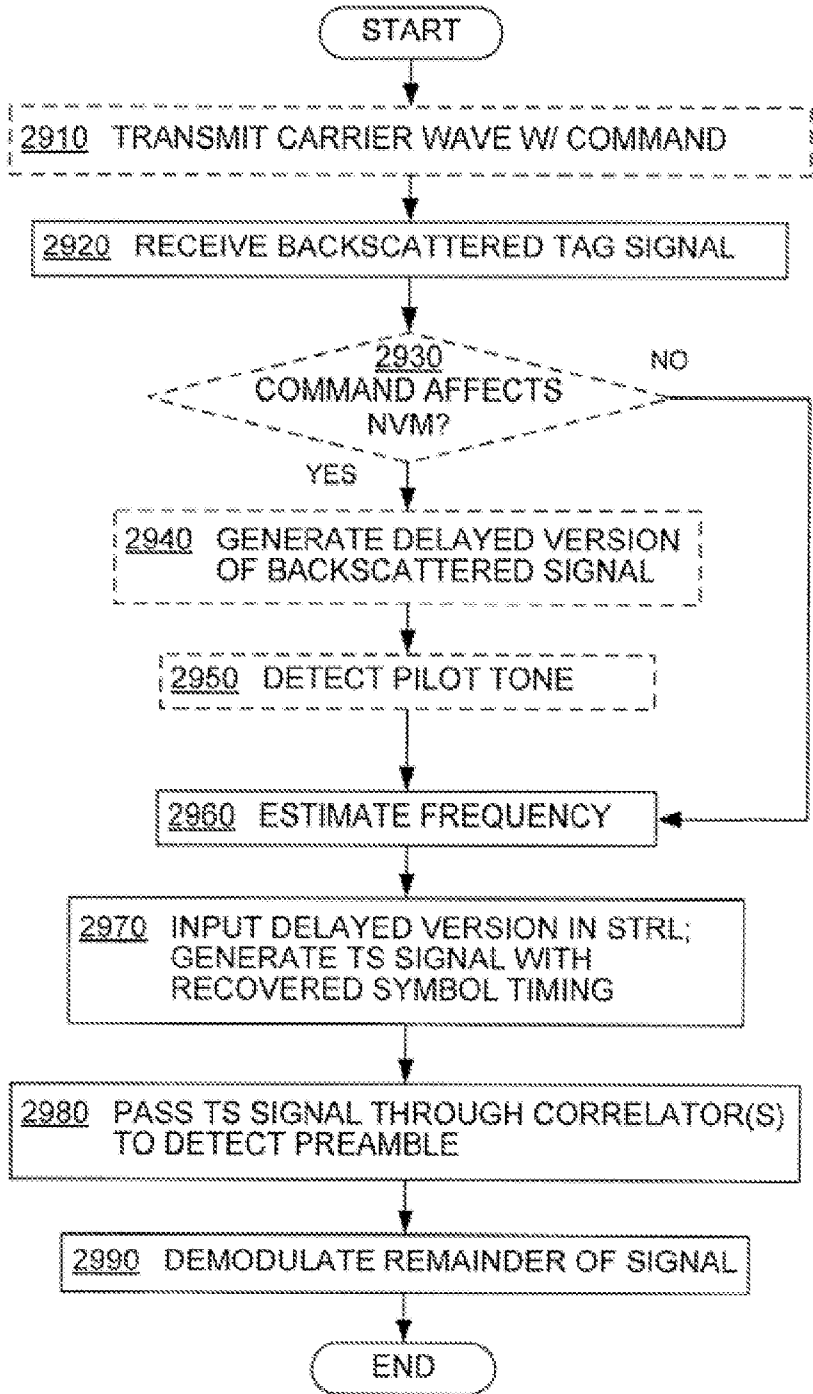 START
2910 TRANSMIT CARRIER WAVE W/ COMMAND
2920 RECEIVE BACKSCATTERED TAG SIGNAL
2930
COMMAND AFFECTS
NVM?
NO
YES
2940 GENERATE DELAYED VERSION
OF BACKSCATTERED SIGNAL
2950 DETECT PILOT TONE
2960 ESTIMATE FREQUENCY
2970 INPUT DELAYED VERSION IN STRL;
GENERATE TS SIGNAL WITH
RECOVERED SYMBOL TIMING
2980 PASS TS SIGNAL THROUGH CORRELATOR(S)
TO DETECT PREAMBLE
2990 DEMODULATE REMAINDER OF SIGNAL
END